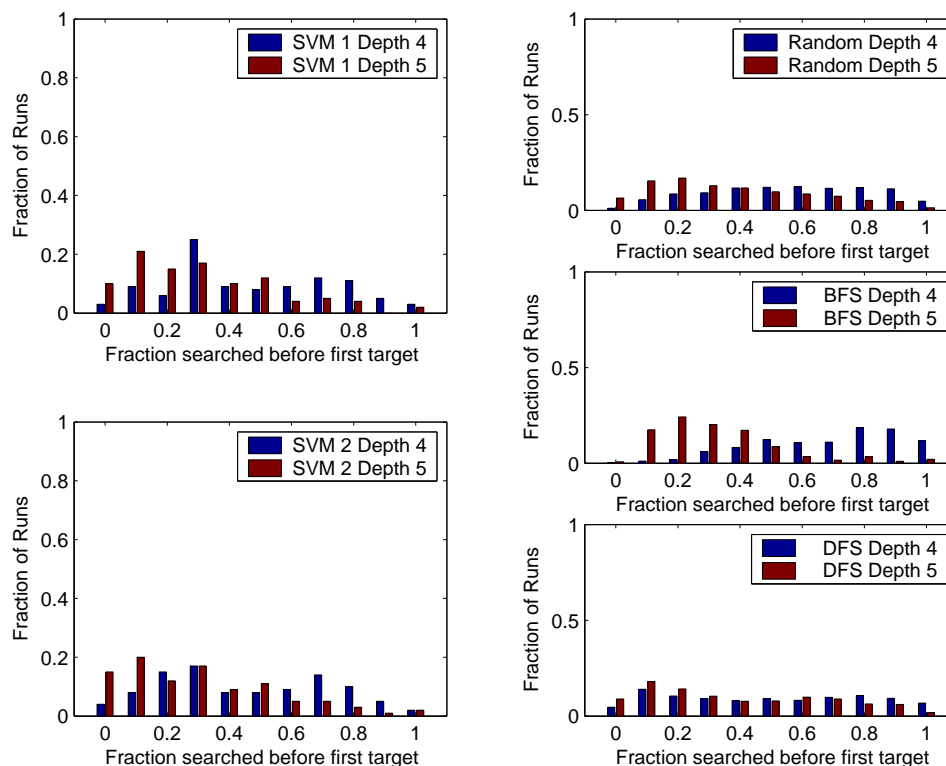 1
0.8
0.6
0.4
0.2
0
Fraction of Runs
SVM 1 Depth 4
SVM 1 Depth 5
0 0.2 0.4 0.6 0.8 1
Fraction searched before first target
1
0.8
0.6
0.4
0.2
0
Fraction of Runs
SVM 2 Depth 4
SVM 2 Depth 5
0 0.2 0.4 0.6 0.8 1
Fraction searched before first target
1
0.5
0
Fraction of Runs
Random Depth 4
Random Depth 5
0 0.2 0.4 0.6 0.8 1
Fraction searched before first target
1
0.5
0
Fraction of Runs
BFS Depth 4
BFS Depth 5
0 0.2 0.4 0.6 0.8 1
Fraction searched before first target
1
0.5
0
Fraction of Runs
DFS Depth 4
DFS Depth 5
0 0.2 0.4 0.6 0.8 1
Fraction searched before first target